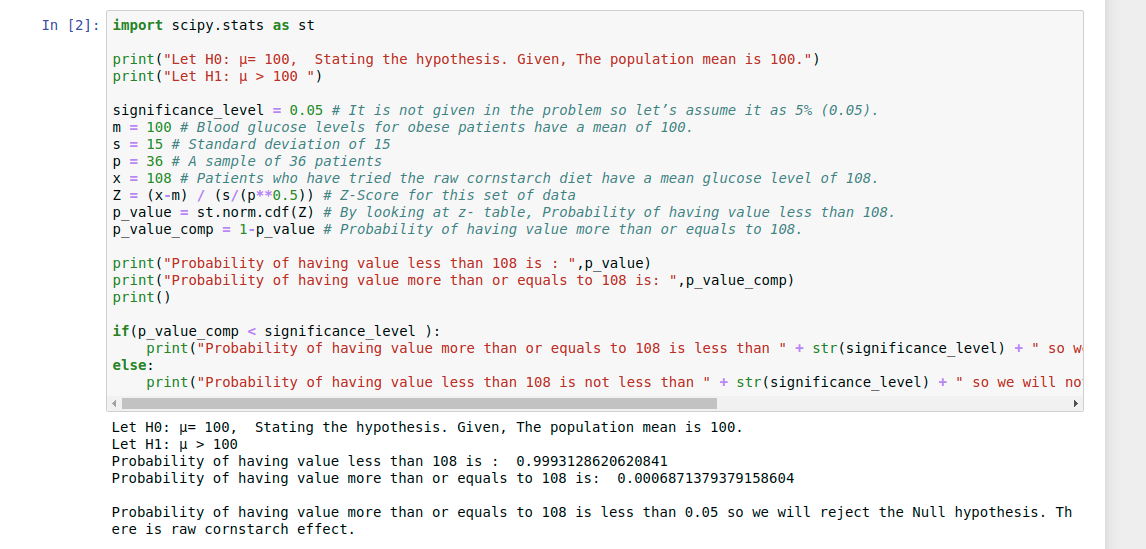 In [2]: import scipy.stats as st
print("Let H0: μ= 100,  Stating the hypothesis. Given, The population mean is 100.")
print("Let H1: μ > 100 ")
significance_level = 0.05 # It is not given in the problem so let’s assume it as 5% (0.05).
m = 100 # Blood glucose levels for obese patients have a mean of 100.
s = 15 # Standard deviation of 15
p = 36 # A sample of 36 patients
x = 108 # Patients who have tried the raw cornstarch diet have a mean glucose level of 108.
Z = (x-m) / (s/(p**0.5)) # Z-Score for this set of data
p_value = st.norm.cdf(Z) # By looking at z- table, Probability of having value less than 108.
p_value_comp = 1-p_value # Probability of having value more than or equals to 108.
print("Probability of having value less than 108 is : ",p_value)
print("Probability of having value more than or equals to 108 is: ",p_value_comp)
print()
if(p_value_comp < significance_level ):
    print("Probability of having value more than or equals to 108 is less than " + str(significance_level) + " so
else:
    print("Probability of having value less than 108 is not less than " + str(significance_level) + " so we will
Let H0: μ= 100,  Stating the hypothesis. Given, The population mean is 100.
Let H1: μ > 100
Probability of having value less than 108 is :  0.9993128620620841
Probability of having value more than or equals to 108 is:  0.0006871379379158604
Probability of having value more than or equals to 108 is less than 0.05 so we will reject the Null hypothesis. Th
ere is raw cornstarch effect.